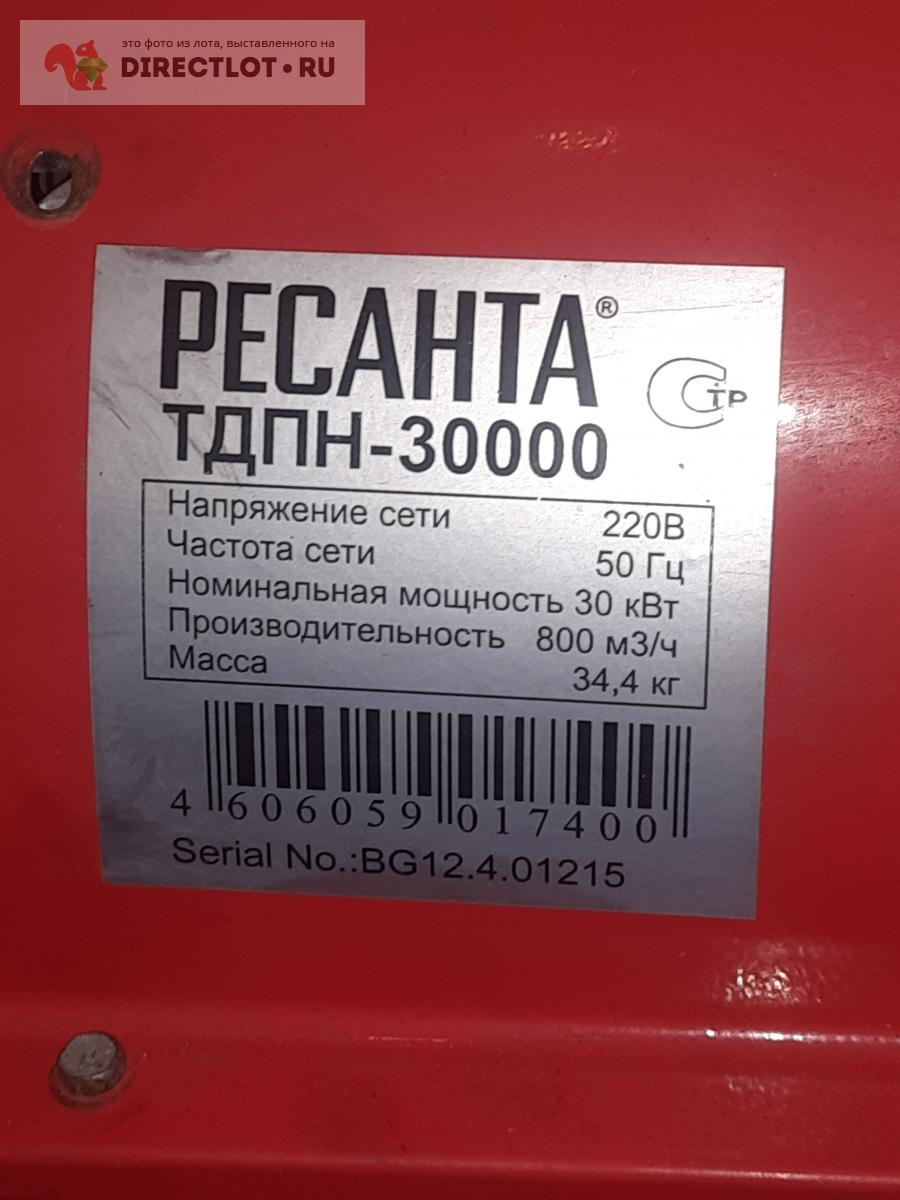 это фото из лота, выставленного на
DIRECTLOT•RU
РЕСАНТА®
СТР
ТДПН-30000
Напряжение сети 220В
Частота сети 50 Гц
Номинальная мощность 30 кВт
Производительность 800 м3/ч
Масса 34,4 кг
4 606059 017400
Serial No.:BG12.4.01215